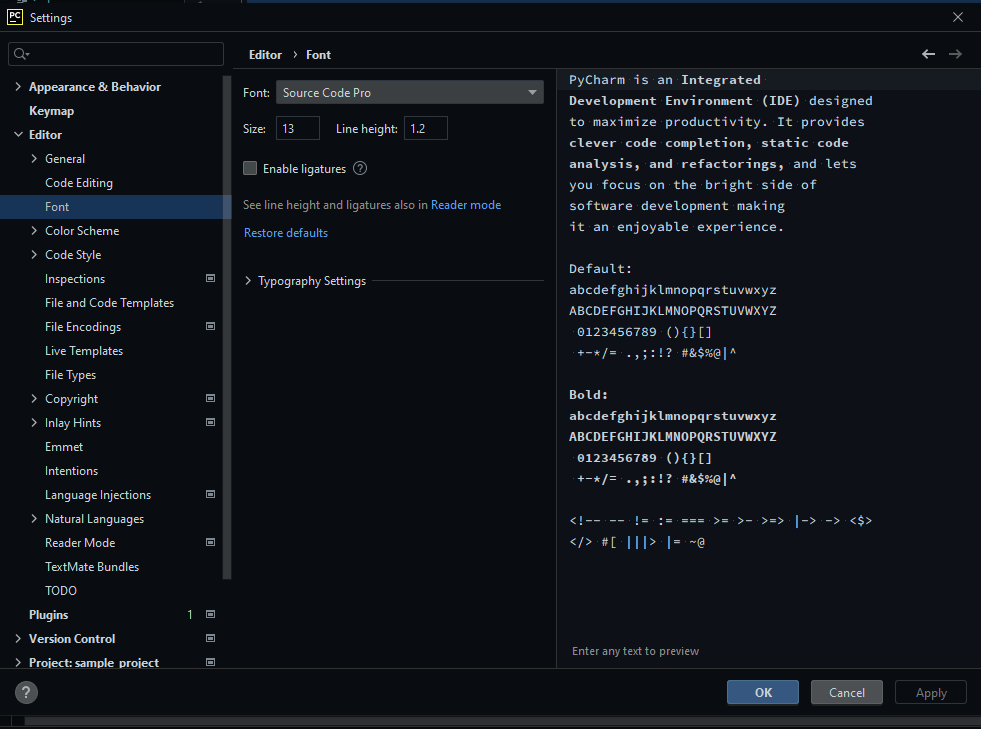 PC Settings
Editor › Font
Appearance & Behavior
Keymap
Editor
General
Code Editing
Font
Color Scheme
Code Style
Inspections
File and Code Templates
File Encodings
Live Templates
File Types
Copyright
Inlay Hints
Emmet
Intentions
Language Injections
Natural Languages
Reader Mode
TextMate Bundles
TODO
Plugins 1
Version Control
Project: sample_project
Font: Source Code Pro
Size: 13 Line height: 1.2
Enable ligatures ?
See line height and ligatures also in Reader mode
Restore defaults
Typography Settings
PyCharm is an Integrated
Development Environment (IDE) designed
to maximize productivity. It provides
clever code completion, static code
analysis, and refactorings, and lets
you focus on the bright side of
software development making
it an enjoyable experience.
Default:
abcdefghijklmnopqrstuvwxyz
ABCDEFGHIJKLMNOPQRSTUVWXYZ
0123456789 (){}[]
+-*/= .,;:!? #&$%@|^
Bold:
abcdefghijklmnopqrstuvwxyz
ABCDEFGHIJKLMNOPQRSTUVWXYZ
0123456789 (){}[]
+-*/= .,;:!? #&$%@|^
<!-- -- != := === >= >- >=> |-> -> <$>
</> #[ |||> |= ~@
Enter any text to preview
?
OK Cancel Apply